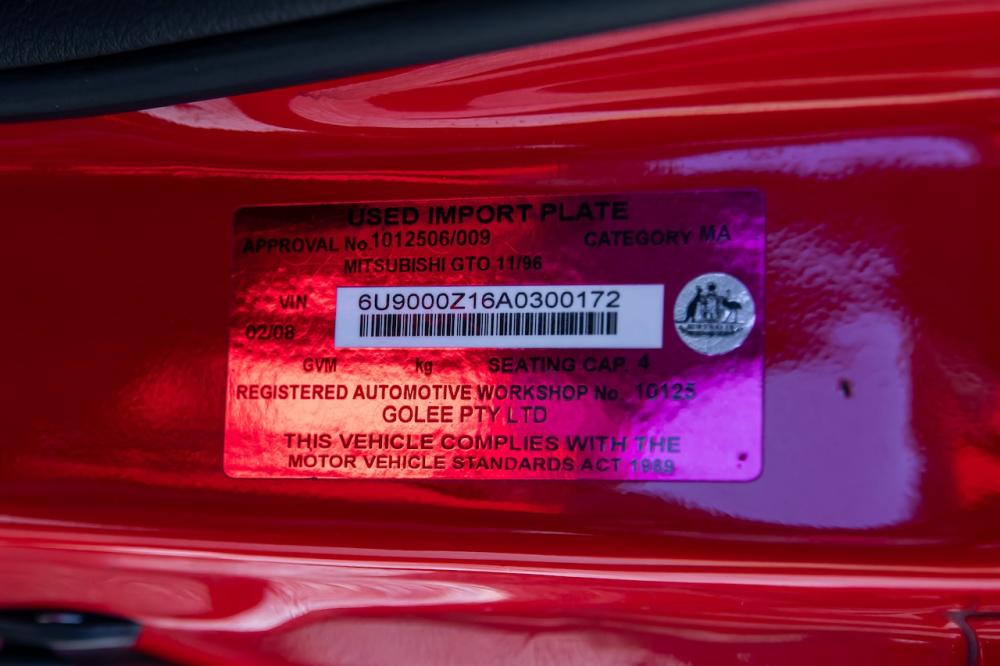 USED IMPORT PLATE
APPROVAL No. 1012506/009 CATEGORY MA
MITSUBISHI GTO 11/96
VIN 6U9000Z16A0300172
02/08
GVM kg SEATING CAP. 4
REGISTERED AUTOMOTIVE WORKSHOP No. 10125
GOLEE PTY LTD
THIS VEHICLE COMPLIES WITH THE
MOTOR VEHICLE STANDARDS ACT 1989